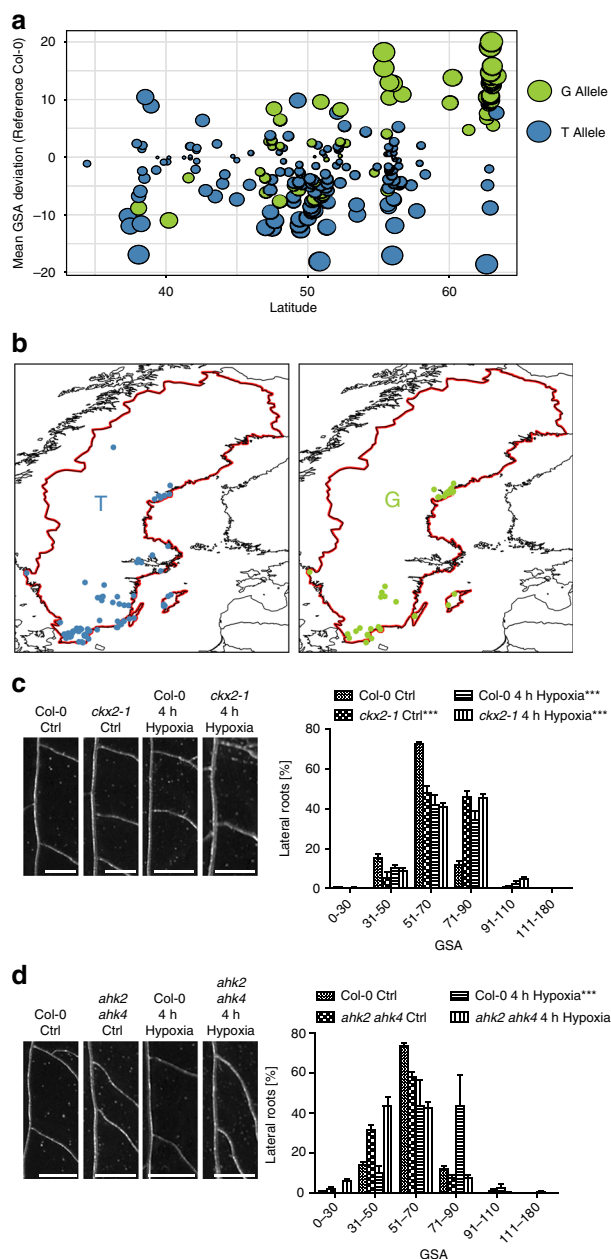 a
Mean GSA deviation (Reference Col-0)
20
10
0
−10
−20
40
50
60
Latitude
G Allele
T Allele
b
T
G
c
Col-0
Ctrl
ckx2-1
Ctrl
Col-0
4 h
Hypoxia
ckx2-1
4 h
Hypoxia
Col-0 Ctrl
Col-0 4 h Hypoxia***
ckx2-1 Ctrl***
ckx2-1 4 h Hypoxia***
Lateral roots [%]
80
60
40
20
0
0–30
31–50
51–70
71–90
91–110
111–180
GSA
d
Col-0
Ctrl
ahk2
ahk4
Ctrl
Col-0
4 h
Hypoxia
ahk2
ahk4
4 h
Hypoxia
Col-0 Ctrl
Col-0 4 h Hypoxia***
ahk2 ahk4 Ctrl
ahk2 ahk4 4 h Hypoxia
Lateral roots [%]
80
60
40
20
0
0–30
31–50
51–70
71–90
91–110
111–180
GSA